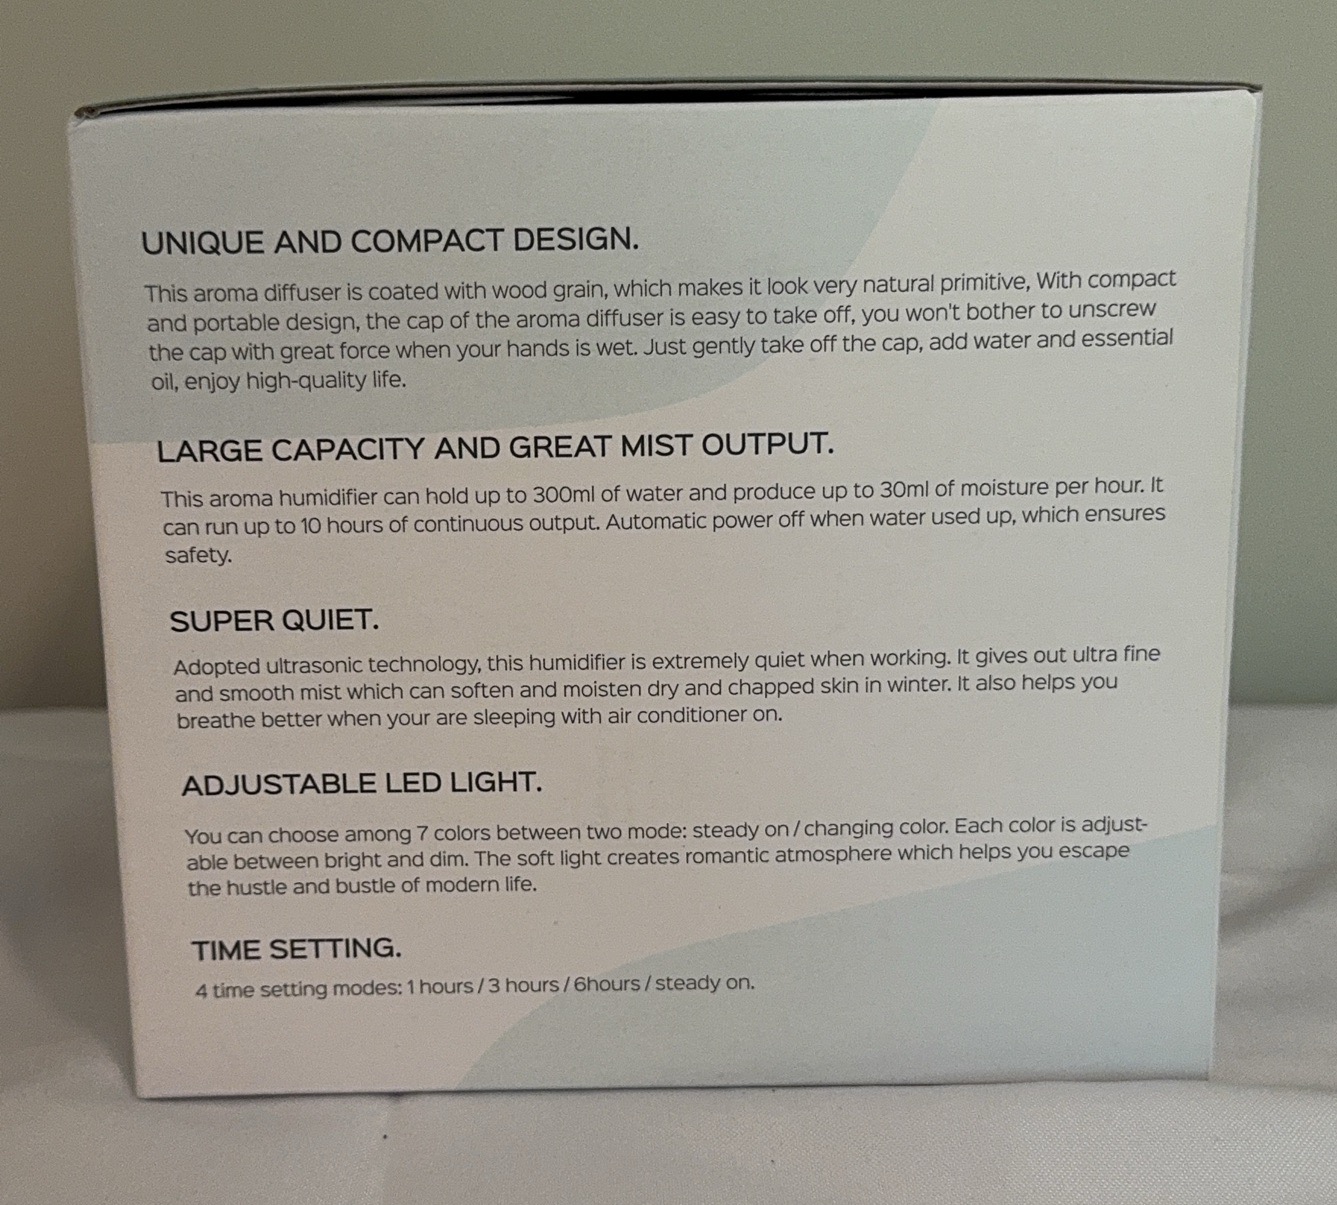 UNIQUE AND COMPACT DESIGN.
This aroma diffuser is coated with wood grain, which makes it look very natural primitive, With compact
and portable design, the cap of the aroma diffuser is easy to take off, you won't bother to unscrew
the cap with great force when your hands is wet. Just gently take off the cap, add water and essential
oil, enjoy high-quality life.
LARGE CAPACITY AND GREAT MIST OUTPUT.
This aroma humidifier can hold up to 300ml of water and produce up to 30ml of moisture per hour. It
can run up to 10 hours of continuous output. Automatic power off when water used up, which ensures
safety.
SUPER QUIET.
Adopted ultrasonic technology, this humidifier is extremely quiet when working. It gives out ultra fine
and smooth mist which can soften and moisten dry and chapped skin in winter. It also helps you
breathe better when your are sleeping with air conditioner on.
ADJUSTABLE LED LIGHT.
You can choose among 7 colors between two mode: steady on / changing color. Each color is adjust-
able between bright and dim. The soft light creates romantic atmosphere which helps you escape
the hustle and bustle of modern life.
TIME SETTING.
4 time setting modes: 1 hours / 3 hours / 6hours / steady on.